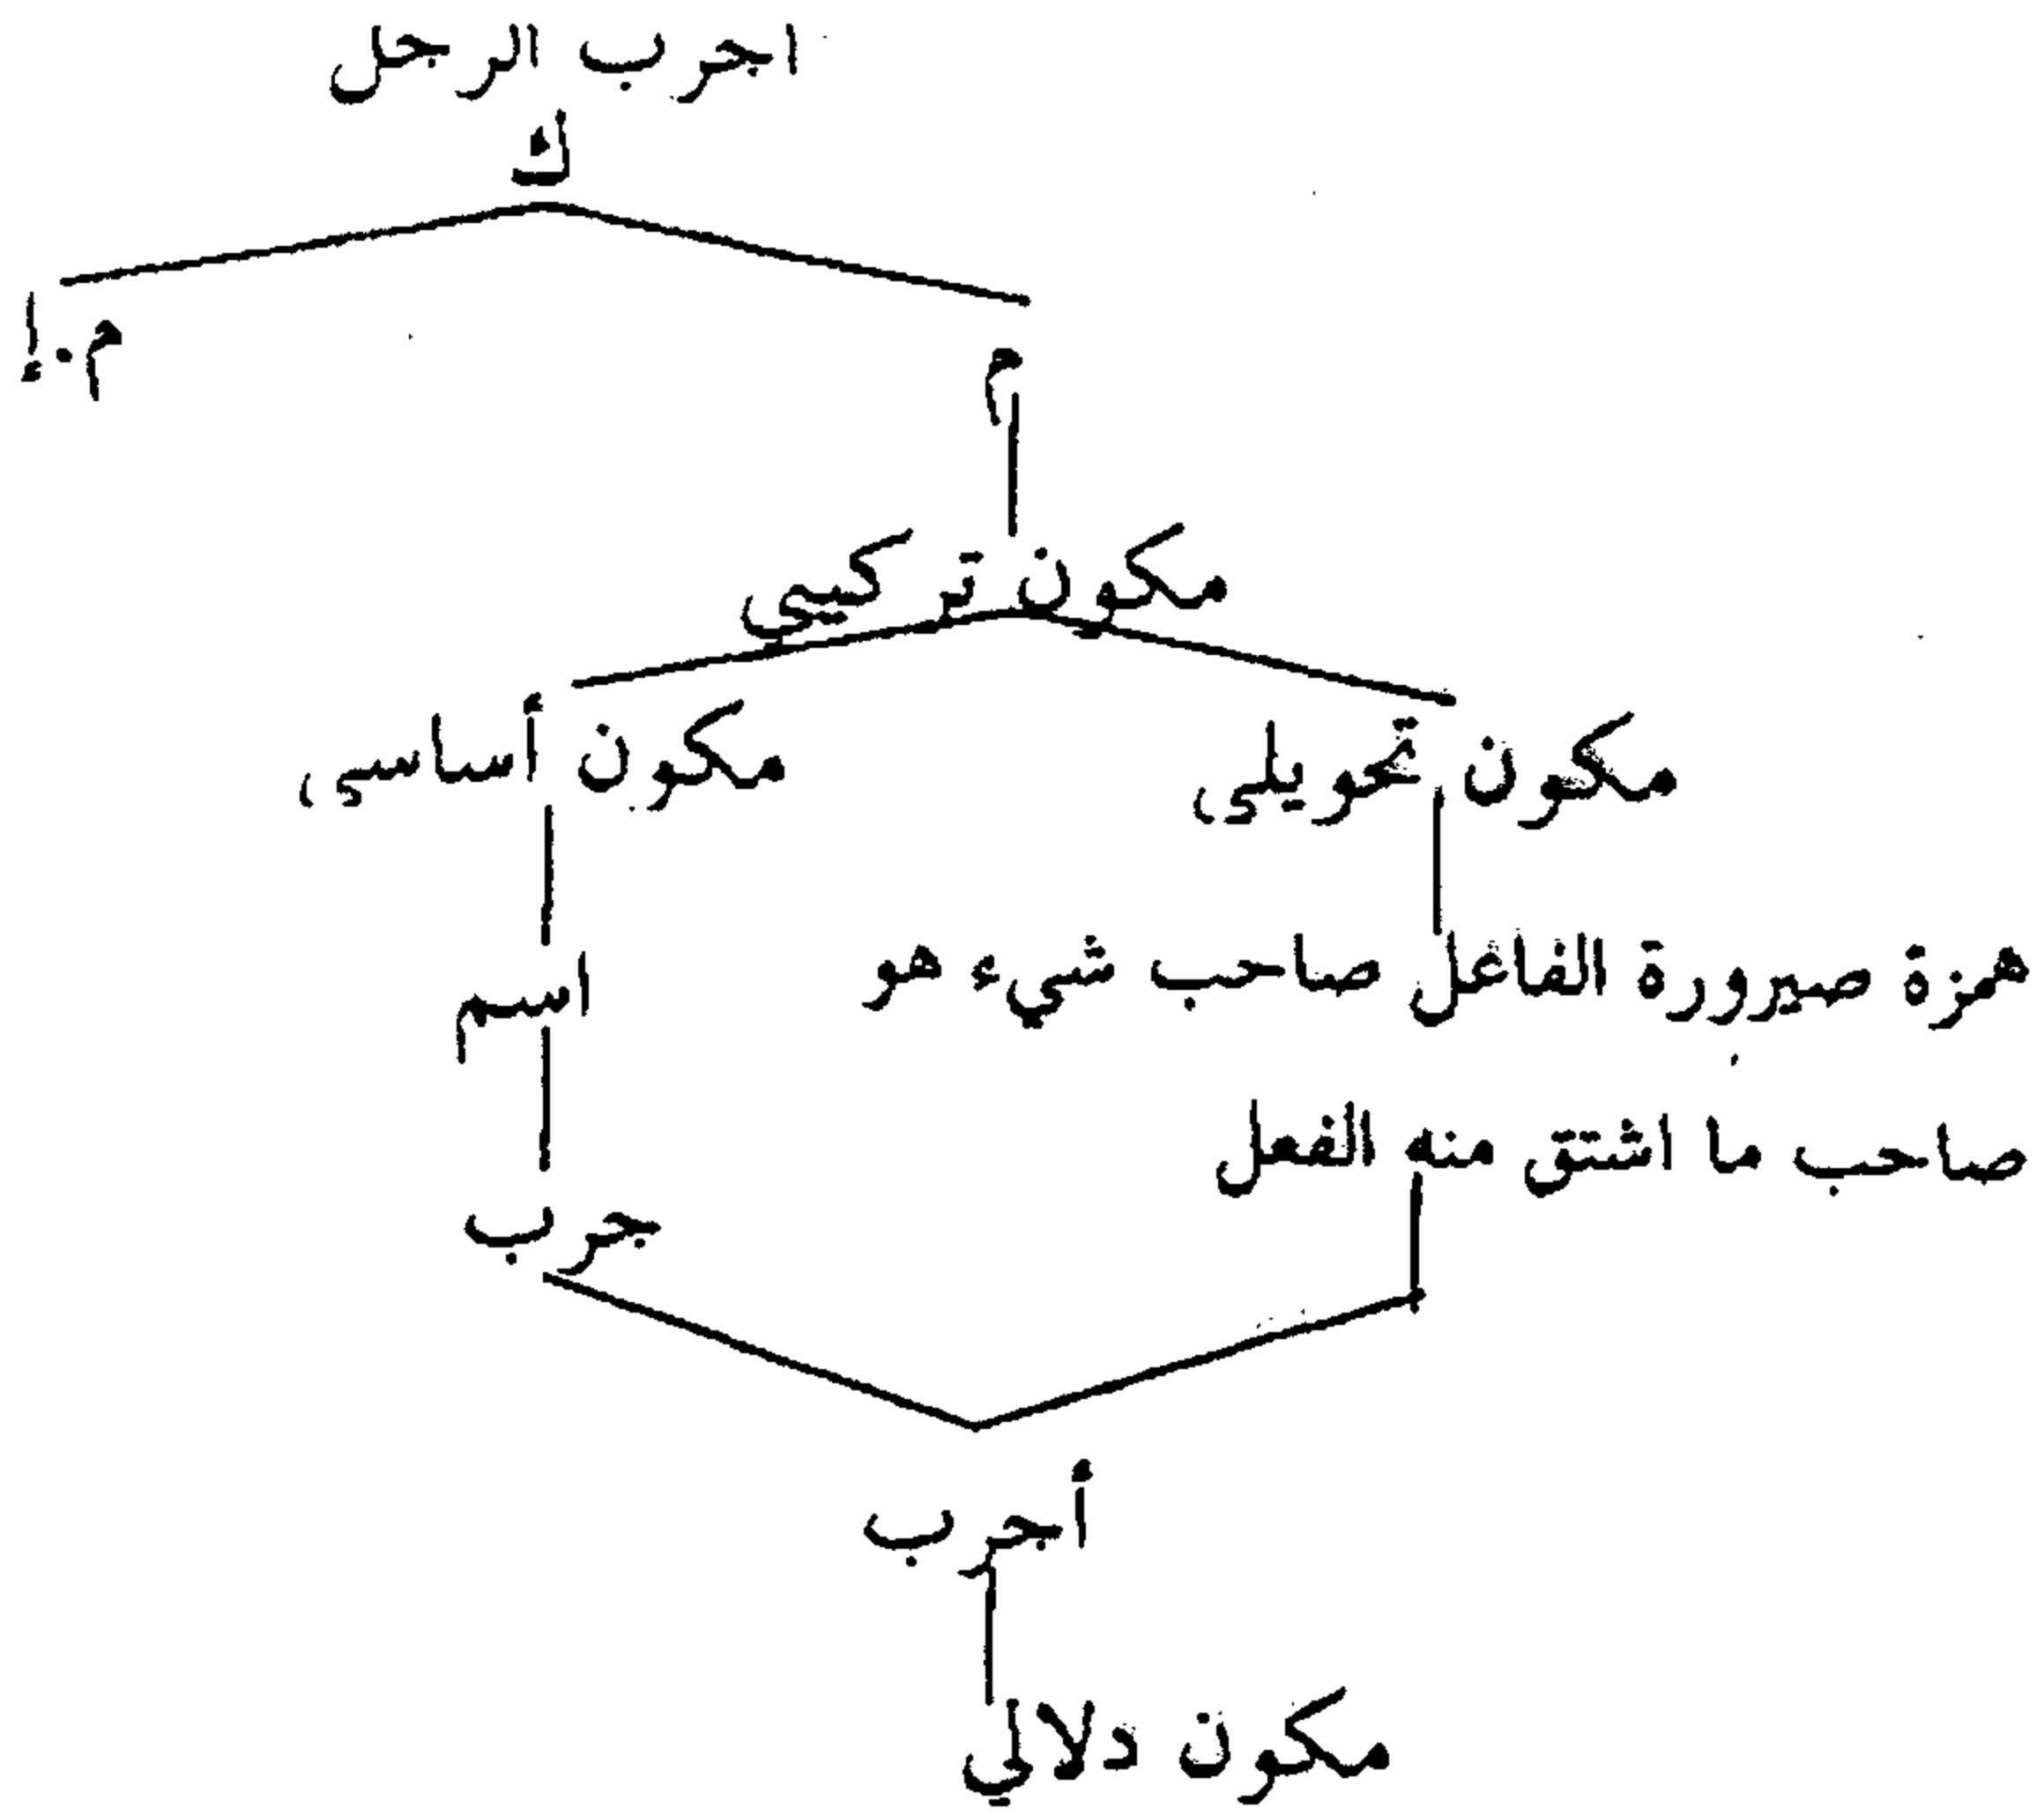 اجرب الرجل
ك
م
م.إ
مكون تركيبي
مكون تحويلي
مكون أساسي
همزة صيرورة الفاعل صاحب شيء هو
صاحب ما اشتق منه الفعل
اسم
جرب
أجرب
مكون دلالي